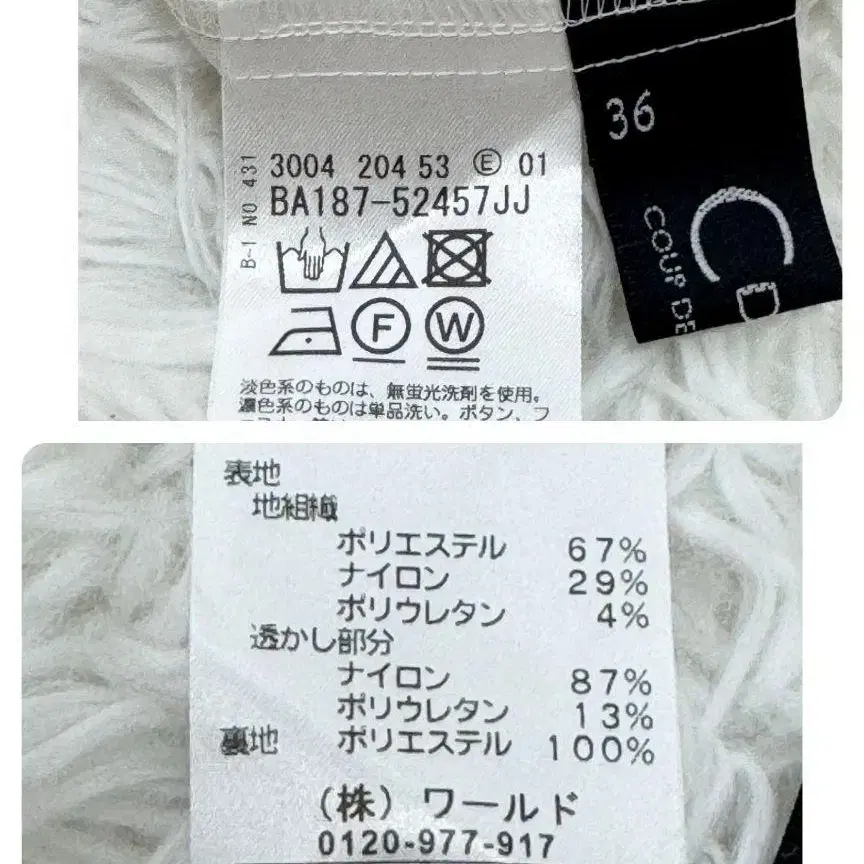 3004 204 53 Ⓔ 01
BA187-52457JJ
B-1 NO 431
F
W
淡色系のものは、無蛍光洗剤を使用。
濃色系のものは単品洗い。ボタン、フ
36
C D
COUP DE
表地
地組織
ポリエステル 67%
ナイロン 29%
ポリウレタン 4%
透かし部分
ナイロン 87%
ポリウレタン 13%
裏地 ポリエステル 100%
(株) ワールド
0120-977-917